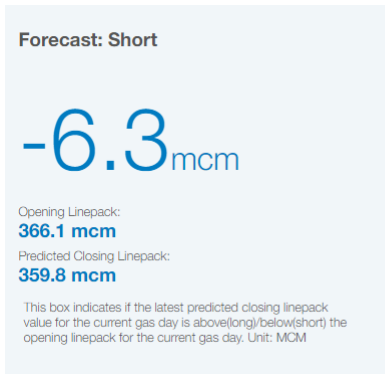 Forecast: Short
-6.3mcm
Opening Linepack:
366.1 mcm
Predicted Closing Linepack:
359.8 mcm
This box indicates if the latest predicted closing linepack
value for the current gas day is above(long)/below(short) the
opening linepack for the current gas day. Unit: MCM